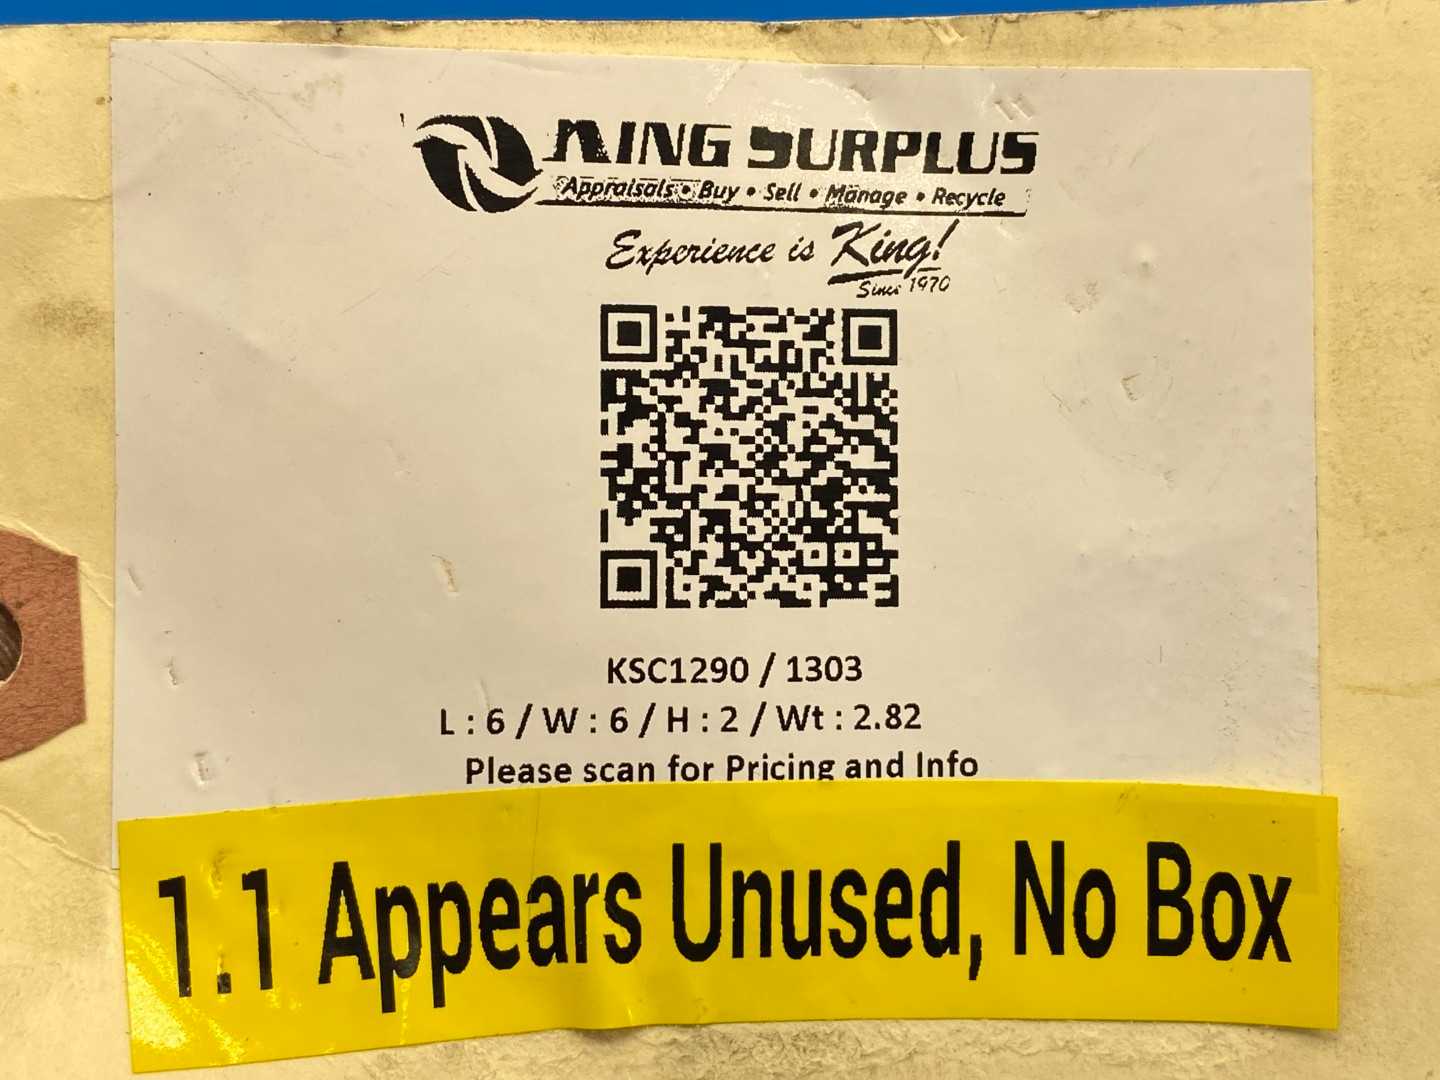 KING SURPLUS
Appraisals • Buy • Sell • Manage • Recycle
Experience is King!
Since 1970
KSC1290 / 1303
L : 6 / W : 6 / H : 2 / Wt : 2.82
Please scan for Pricing and Info
1.1 Appears Unused, No Box